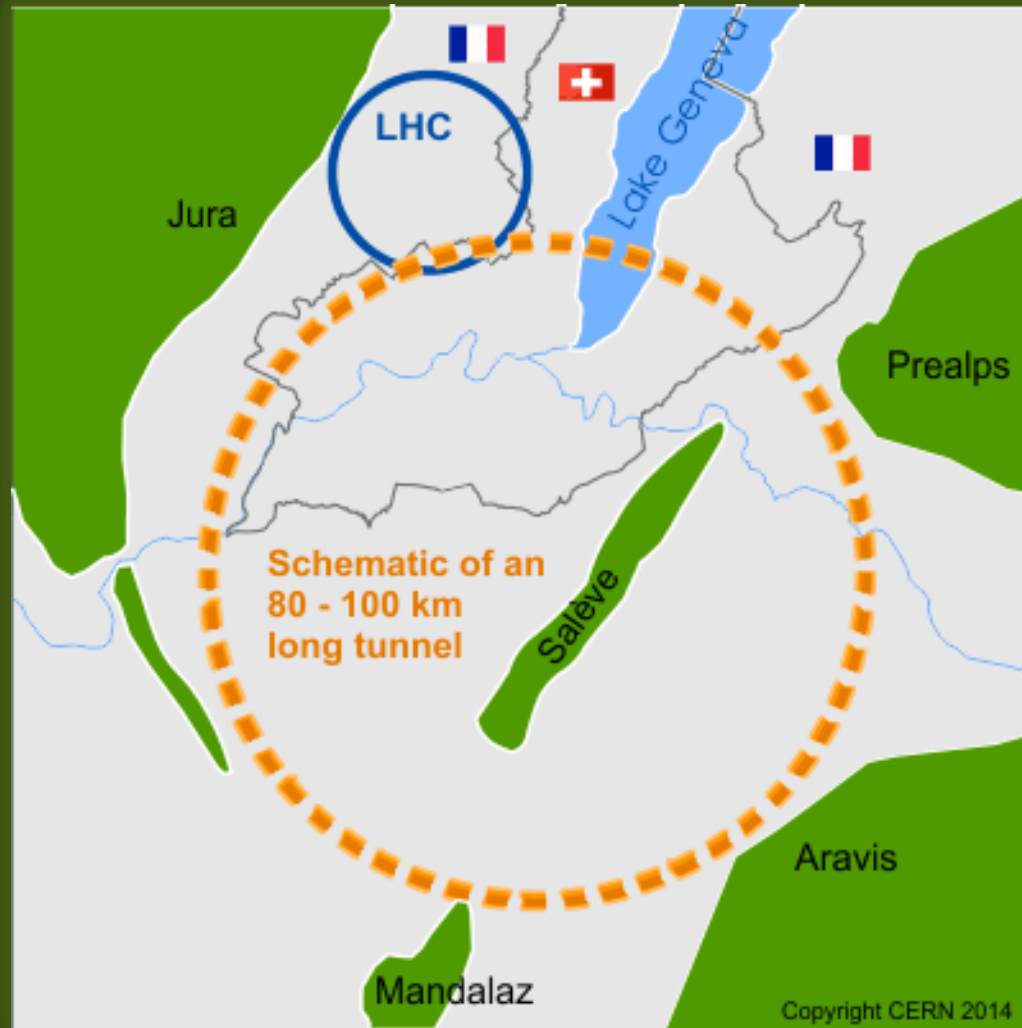 LHC
Lake Geneva
Jura
Prealps
Schematic of an
80 - 100 km
long tunnel
Salève
Aravis
Mandalaz
Copyright CERN 2014